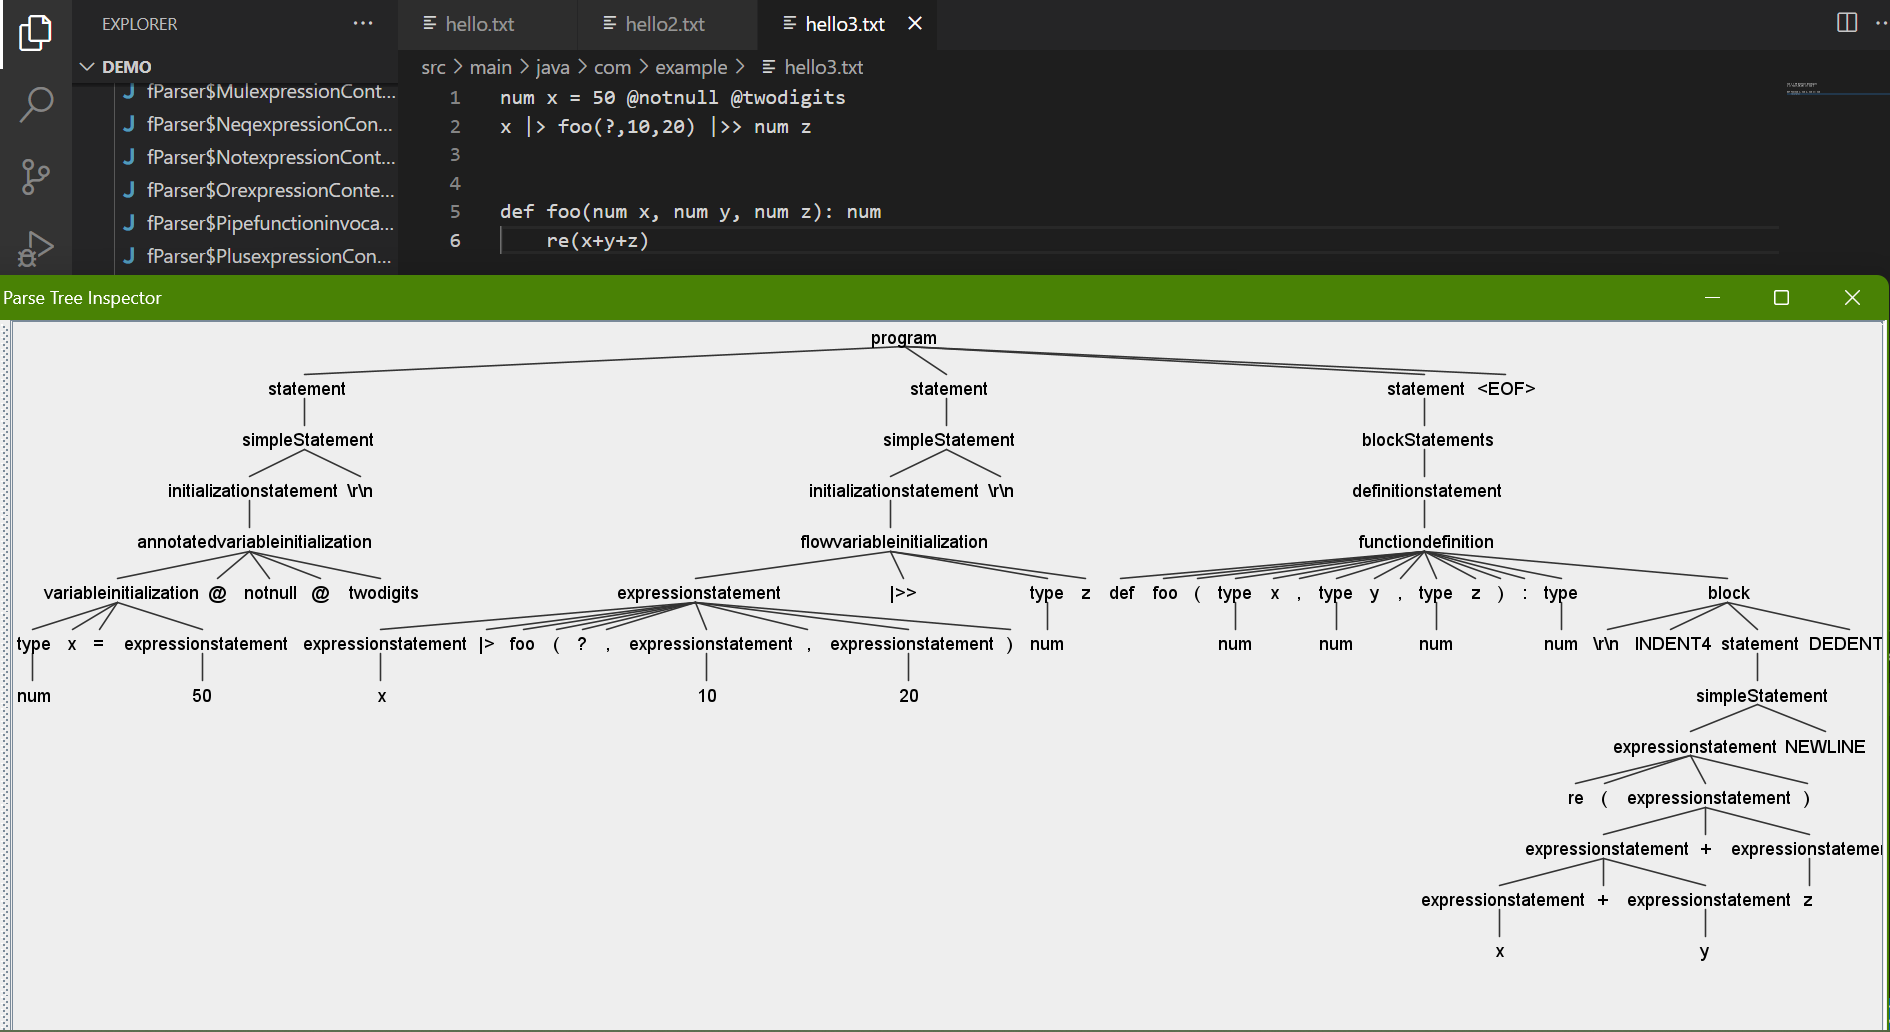 EXPLORER ···
hello.txt
hello2.txt
hello3.txt
DEMO
src > main > java > com > example > hello3.txt
J fParser$MulexpressionCont...
J fParser$NeqexpressionCon...
J fParser$NotexpressionCont...
J fParser$OrexpressionConte...
J fParser$Pipefunctioninvoca...
J fParser$PlusexpressionCon...
1 num x = 50 @notnull @twodigits
2 x |> foo(?,10,20) |>> num z
3
4
5 def foo(num x, num y, num z): num
6 re(x+y+z)
Parse Tree Inspector
program
statement statement statement <EOF>
simpleStatement simpleStatement blockStatements
initializationstatement \r\n initializationstatement \r\n definitionstatement
annotatedvariableinitialization flowvariableinitialization functiondefinition
variableinitialization @ notnull @ twodigits expressionstatement |>> type z def foo ( type x , type y , type z ) : type block
type x = expressionstatement expressionstatement |> foo ( ? , expressionstatement , expressionstatement ) num num num num num \r\n INDENT4 statement DEDENT
num 50 x 10 20 simpleStatement
expressionstatement NEWLINE
re ( expressionstatement )
expressionstatement + expressionstatemen
expressionstatement + expressionstatement z
x y